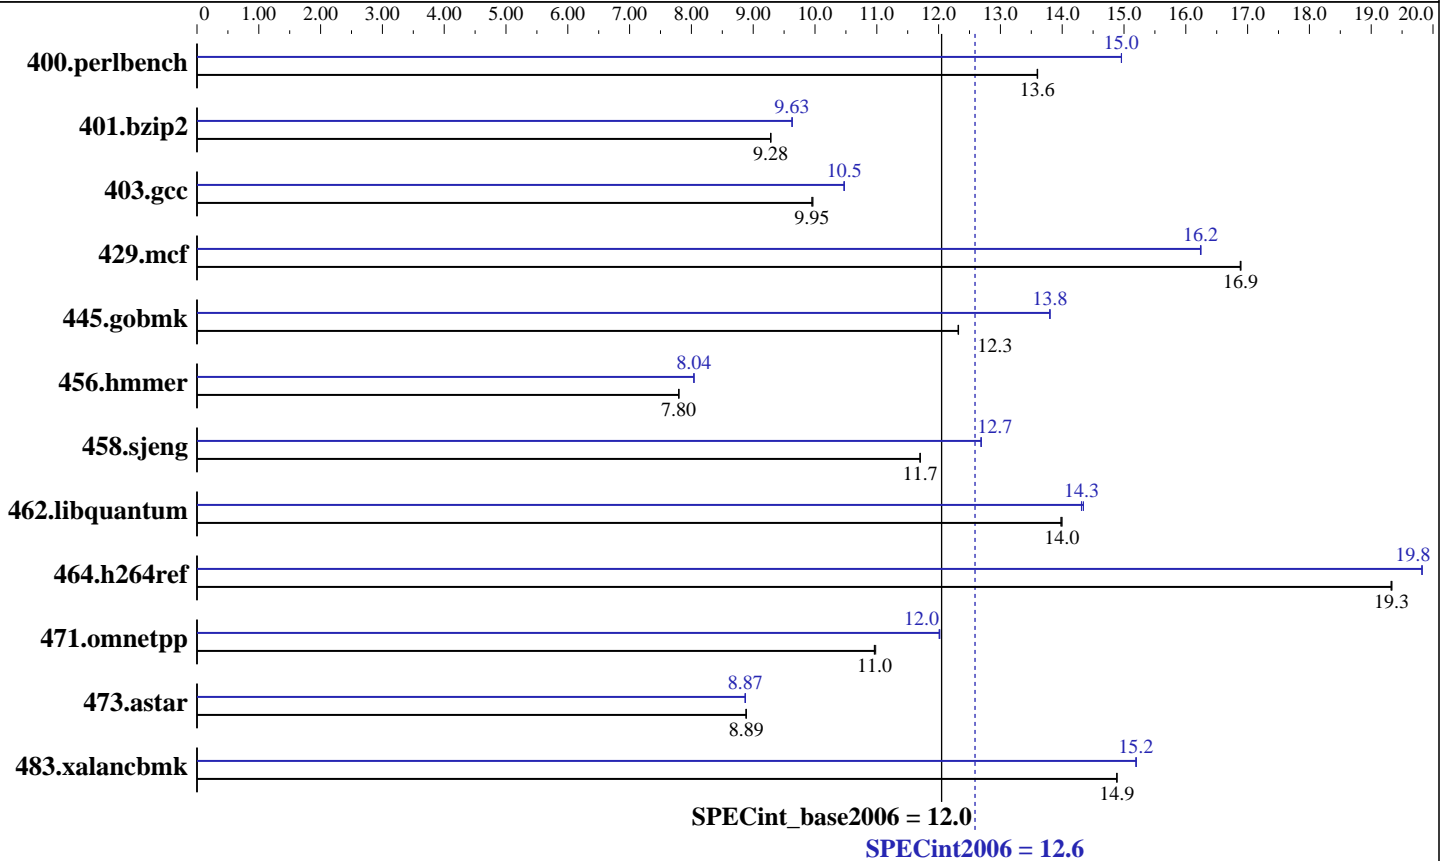 0 1.00 2.00 3.00 4.00 5.00 6.00 7.00 8.00 9.00 10.0 11.0 12.0 13.0 14.0 15.0 16.0 17.0 18.0 19.0 20.0
15.0
400.perlbench
13.6
9.63
401.bzip2
9.28
10.5
403.gcc
9.95
16.2
429.mcf
16.9
13.8
445.gobmk
12.3
8.04
456.hmmer
7.80
12.7
458.sjeng
11.7
14.3
462.libquantum
14.0
19.8
464.h264ref
19.3
12.0
471.omnetpp
11.0
8.87
473.astar
8.89
15.2
483.xalancbmk
14.9
SPECint_base2006 = 12.0
SPECint2006 = 12.6